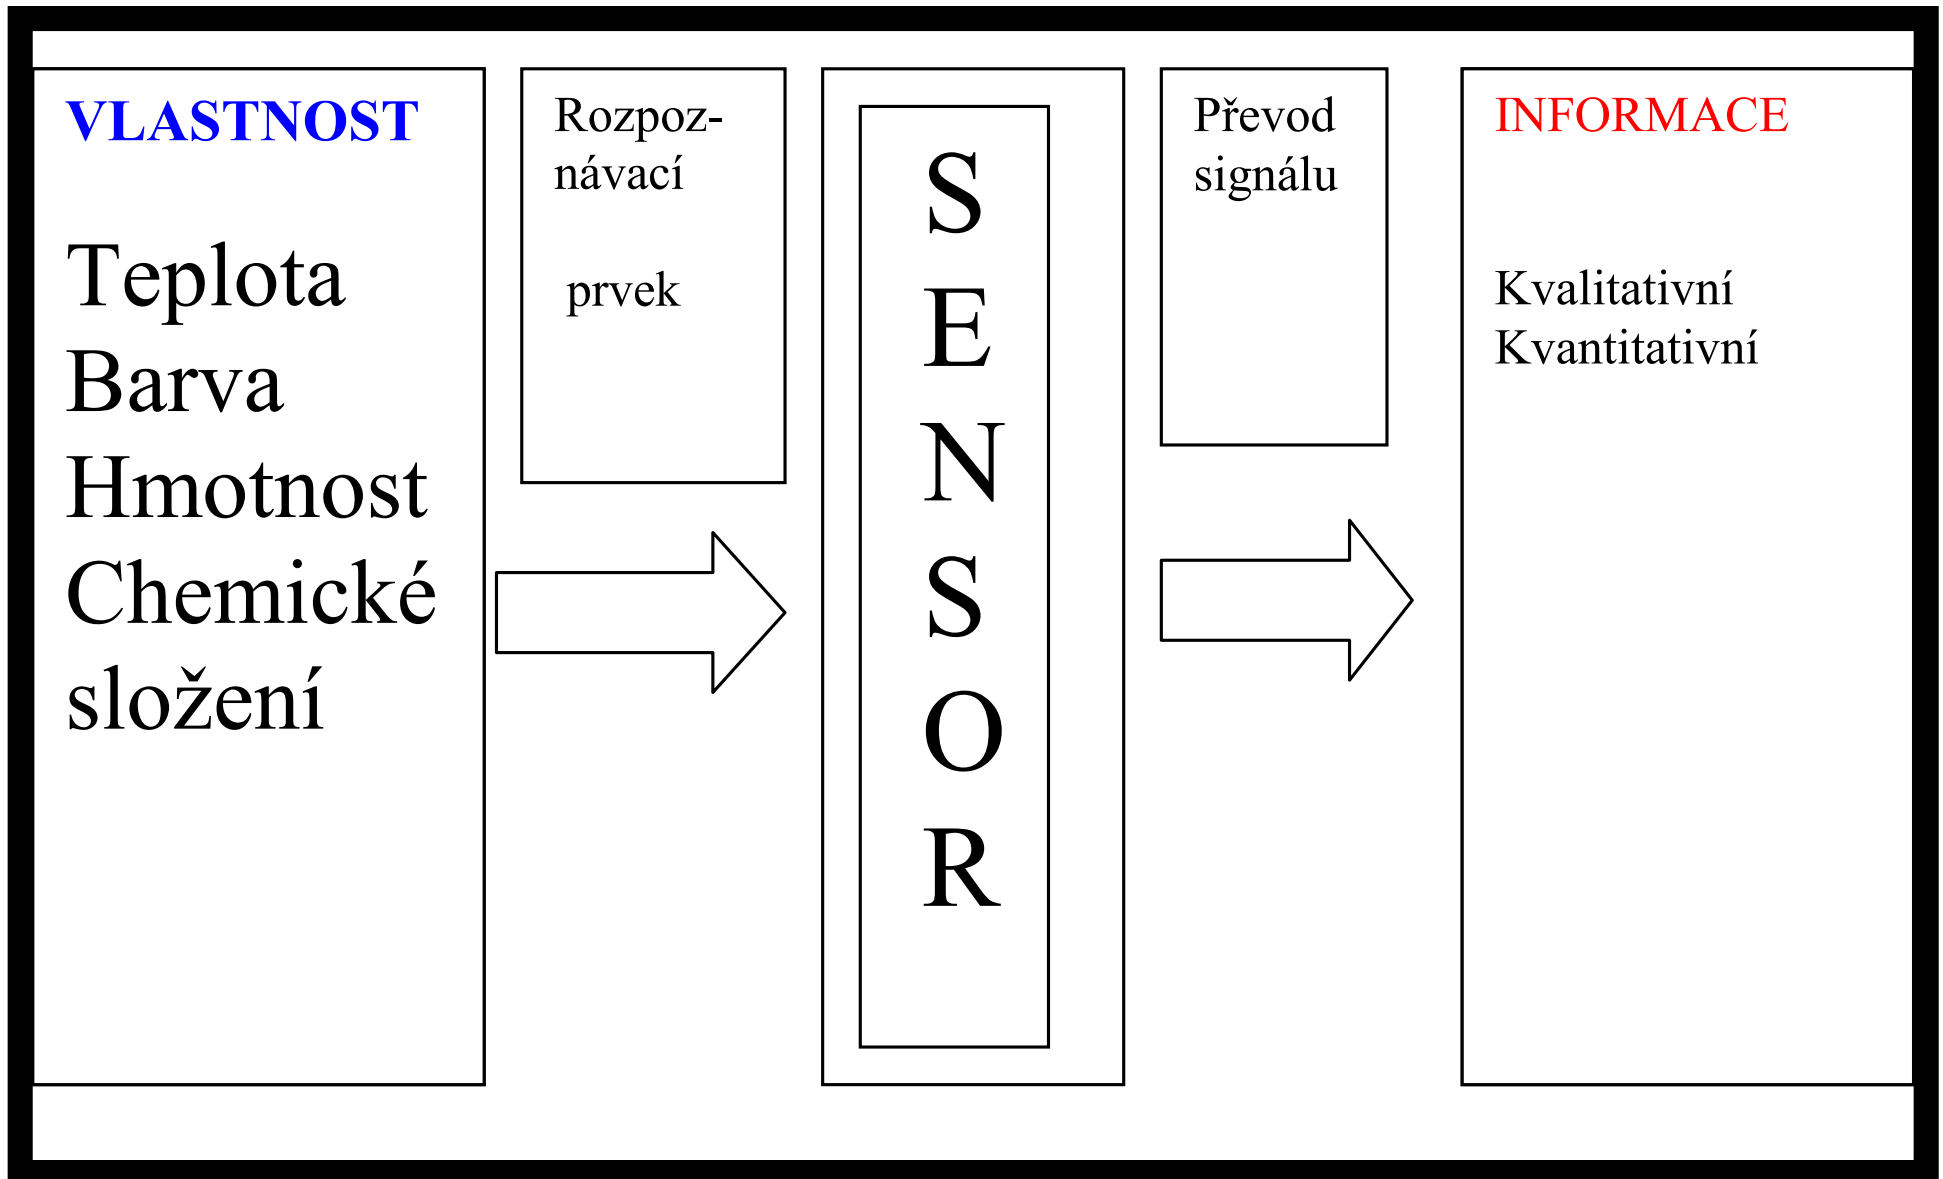 VLASTNOST
Teplota
Barva
Hmotnost
Chemické
složení
Rozpoz-
návací
prvek
S
E
N
S
O
R
Převod
signálu
INFORMACE
Kvalitativní
Kvantitativní